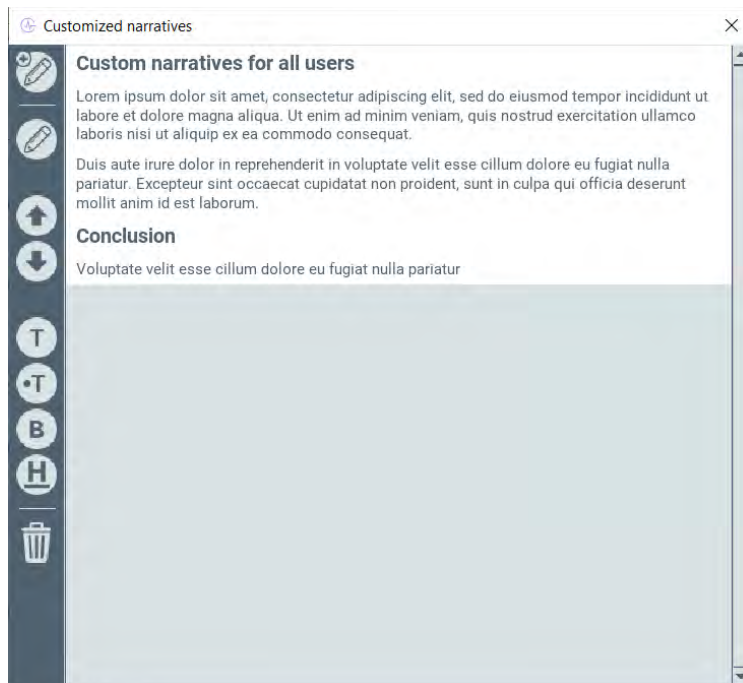 Customized narratives
Custom narratives for all users
Lorem ipsum dolor sit amet, consectetur adipiscing elit, sed do eiusmod tempor incididunt ut
labore et dolore magna aliqua. Ut enim ad minim veniam, quis nostrud exercitation ullamco
laboris nisi ut aliquip ex ea commodo consequat.
Duis aute irure dolor in reprehenderit in voluptate velit esse cillum dolore eu fugiat nulla
pariatur. Excepteur sint occaecat cupidatat non proident, sunt in culpa qui officia deserunt
mollit anim id est laborum.
Conclusion
Voluptate velit esse cillum dolore eu fugiat nulla pariatur
T
•T
B
H